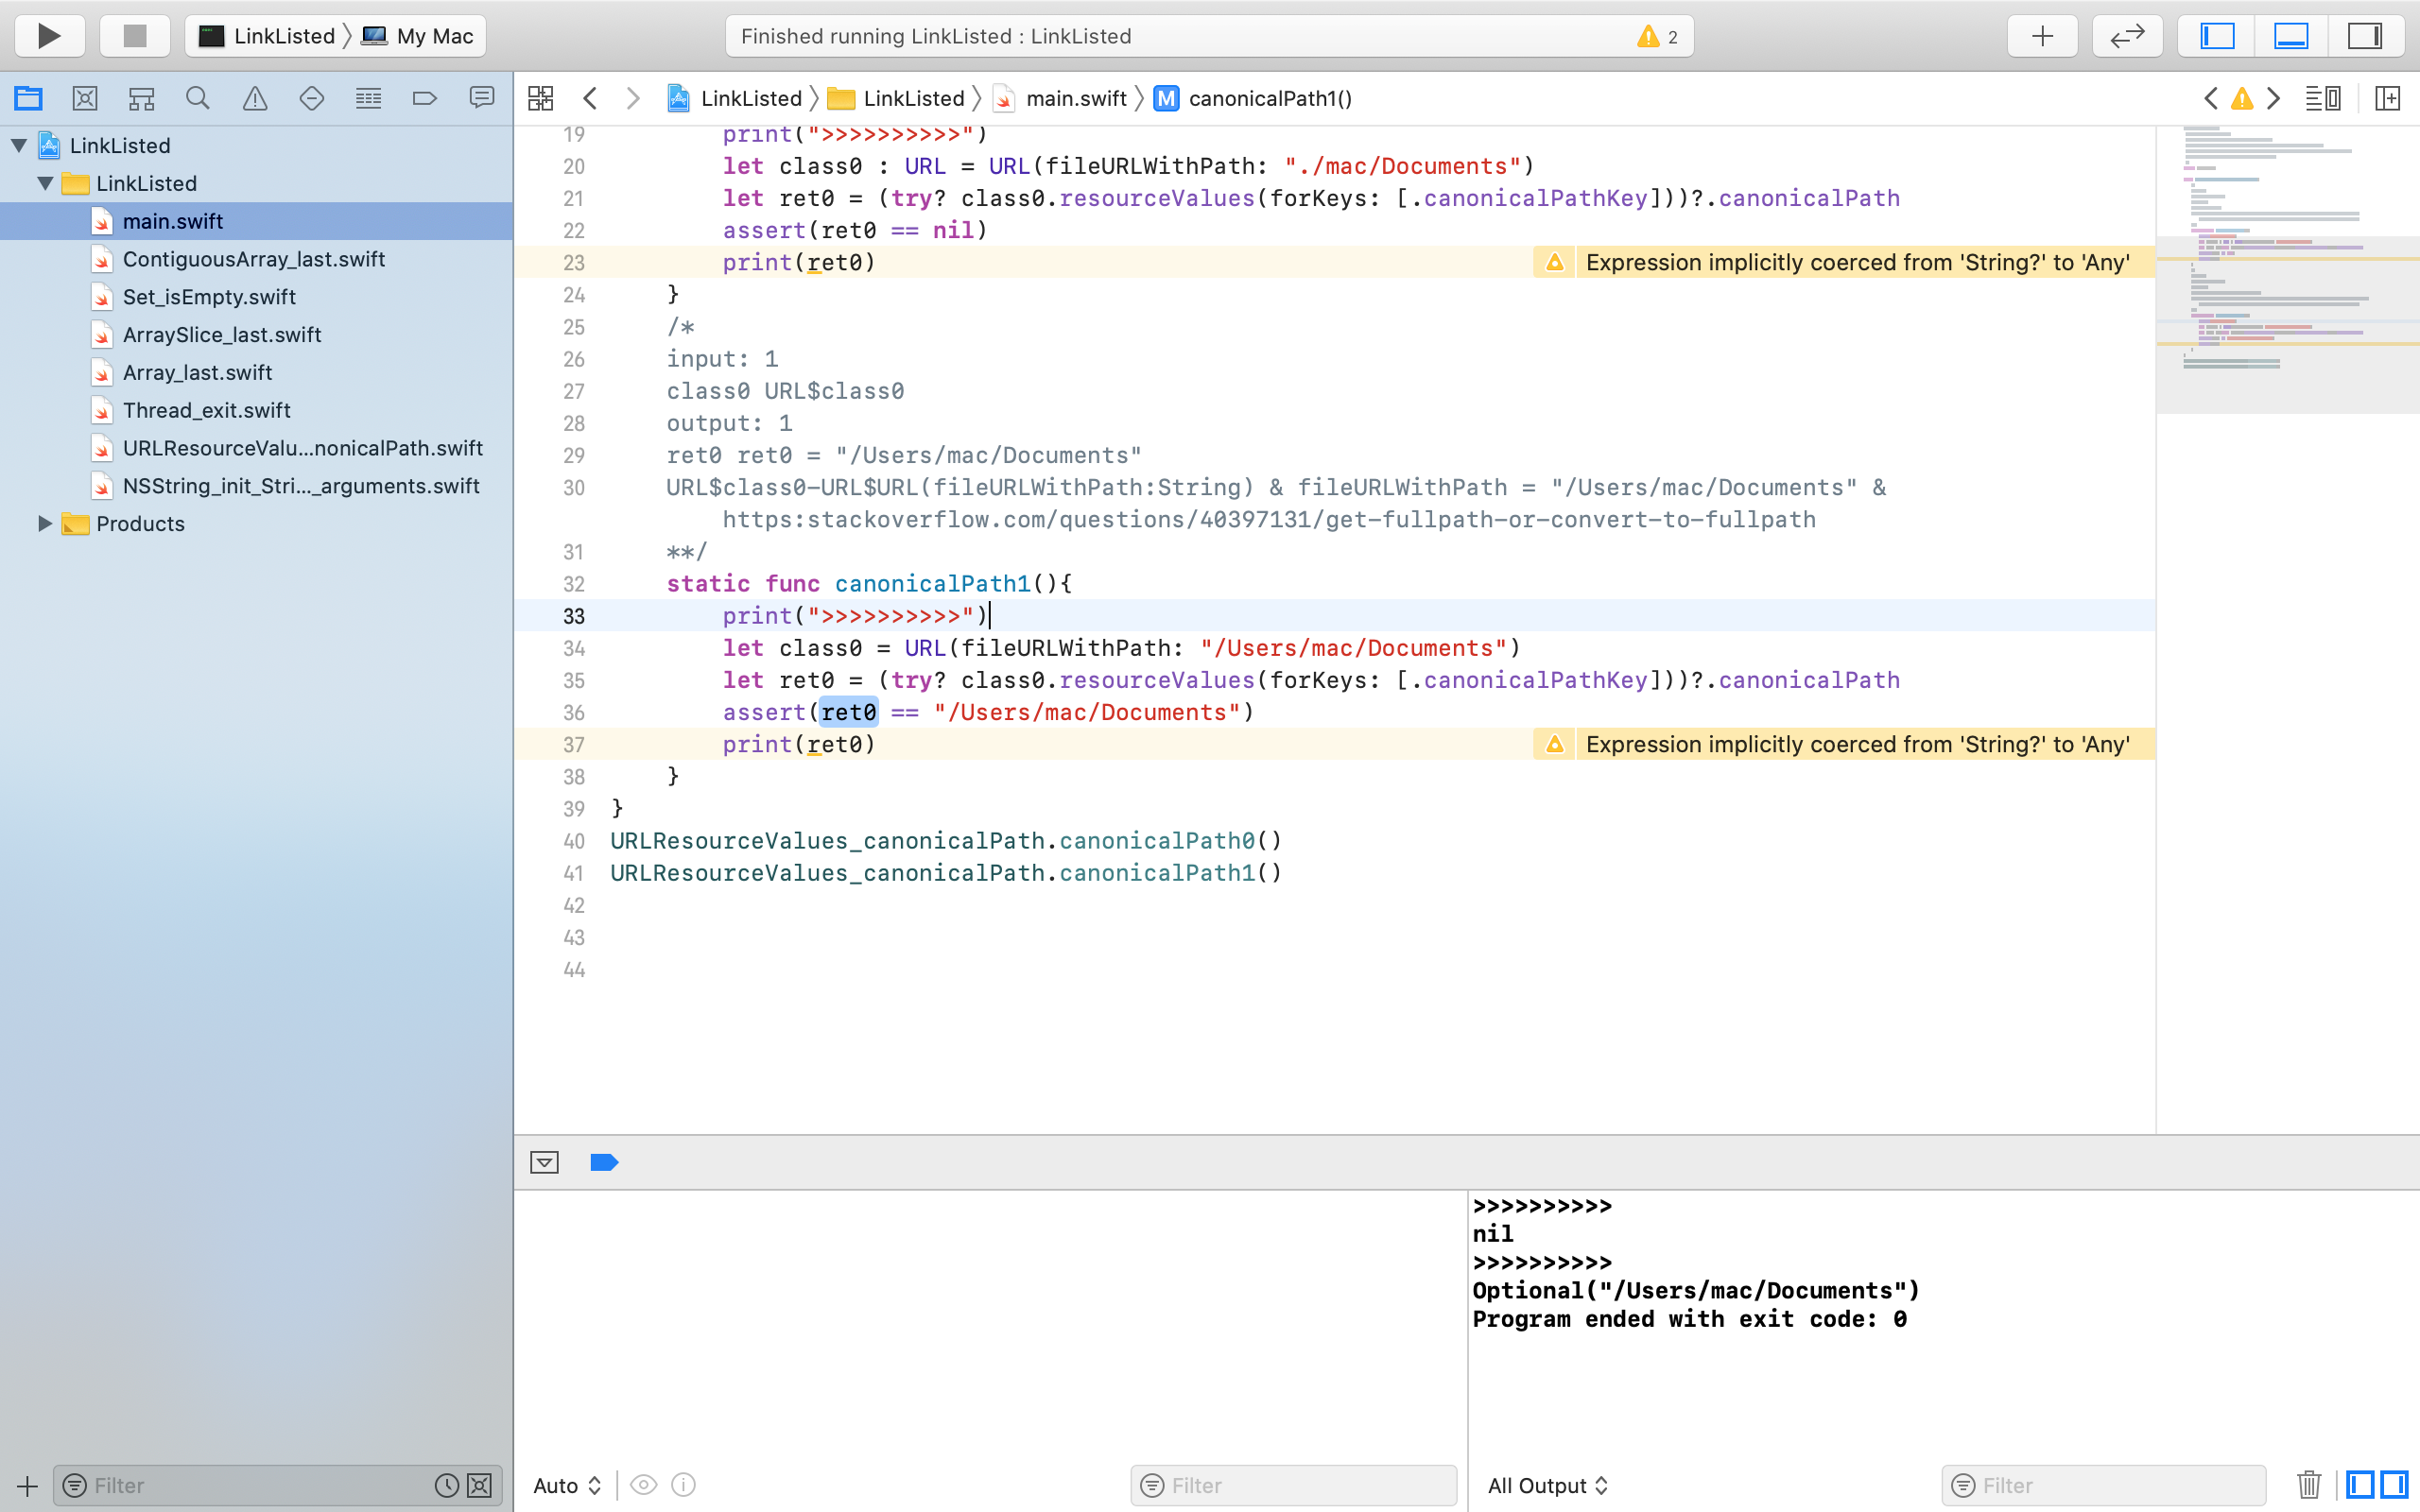 LinkListed 〉 My Mac
Finished running LinkListed : LinkListed
2
LinkListed 〉 LinkListed 〉 main.swift 〉 M canonicalPath1()
LinkListed
LinkListed
main.swift
ContiguousArray_last.swift
Set_isEmpty.swift
ArraySlice_last.swift
Array_last.swift
Thread_exit.swift
URLResourceValu...nonicalPath.swift
NSString_init_Stri..._arguments.swift
Products
Filter
19 print(">>>>>>>>>>")
20 let class0 : URL = URL(fileURLWithPath: "./mac/Documents")
21 let ret0 = (try? class0.resourceValues(forKeys: [.canonicalPathKey]))?.canonicalPath
22 assert(ret0 == nil)
23 print(ret0) Expression implicitly coerced from 'String?' to 'Any'
24 }
25 /*
26 input: 1
27 class0 URL$class0
28 output: 1
29 ret0 ret0 = "/Users/mac/Documents"
30 URL$class0-URL$URL(fileURLWithPath:String) & fileURLWithPath = "/Users/mac/Documents" &
https:stackoverflow.com/questions/40397131/get-fullpath-or-convert-to-fullpath
31 **/
32 static func canonicalPath1(){
33 print(">>>>>>>>>>")
34 let class0 = URL(fileURLWithPath: "/Users/mac/Documents")
35 let ret0 = (try? class0.resourceValues(forKeys: [.canonicalPathKey]))?.canonicalPath
36 assert(ret0 == "/Users/mac/Documents")
37 print(ret0) Expression implicitly coerced from 'String?' to 'Any'
38 }
39 }
40 URLResourceValues_canonicalPath.canonicalPath0()
41 URLResourceValues_canonicalPath.canonicalPath1()
42
43
44
>>>>>>>>>>
nil
>>>>>>>>>>
Optional("/Users/mac/Documents")
Program ended with exit code: 0
Auto
Filter
All Output
Filter